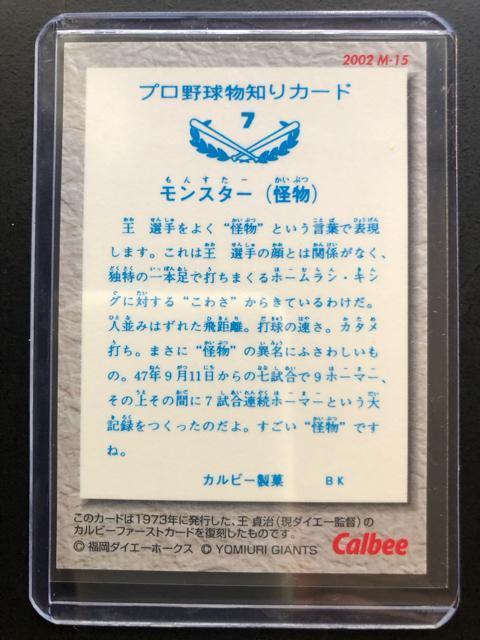 2002 M-15
プロ野球物知りカード
7
もんすたー かいぶつ
モンスター(怪物)
王 選手をよく“怪物”という言葉で表現
します。これは王 選手の顔とは関係がなく、
独特の一本足で打ちまくるホームラン・キン
グに対する“こわさ”からきているわけだ。
人並みはずれた飛距離。打球の速さ。カタメ
打ち。まさに“怪物”の異名にふさわしいも
の。47年9月11日からの七試合で9ホーマー、
その上その間に7試合連続ホーマーという大
記録をつくったのだよ。すごい“怪物”です
ね。
カルビー製菓 BK
このカードは1973年に発行した、王 貞治(現ダイエー監督)の
カルビーファーストカードを復刻したものです。
© 福岡ダイエーホークス © YOMIURI GIANTS
Calbee